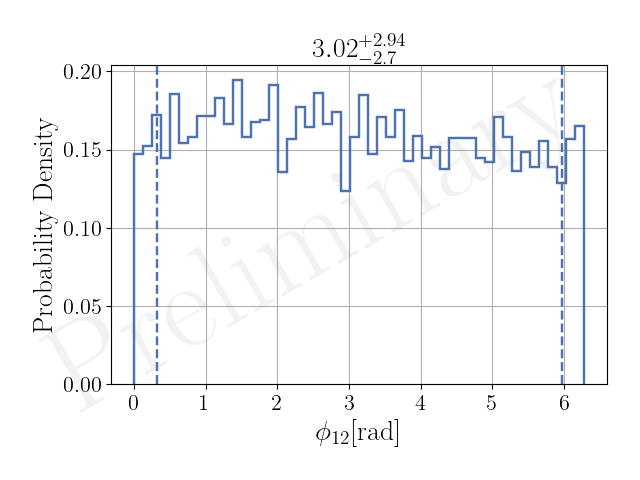 3.02^{+2.94}_{-2.7}
0.20
0.15
0.10
0.05
0.00
Probability Density
0 1 2 3 4 5 6
ϕ₁₂[rad]
Preliminary